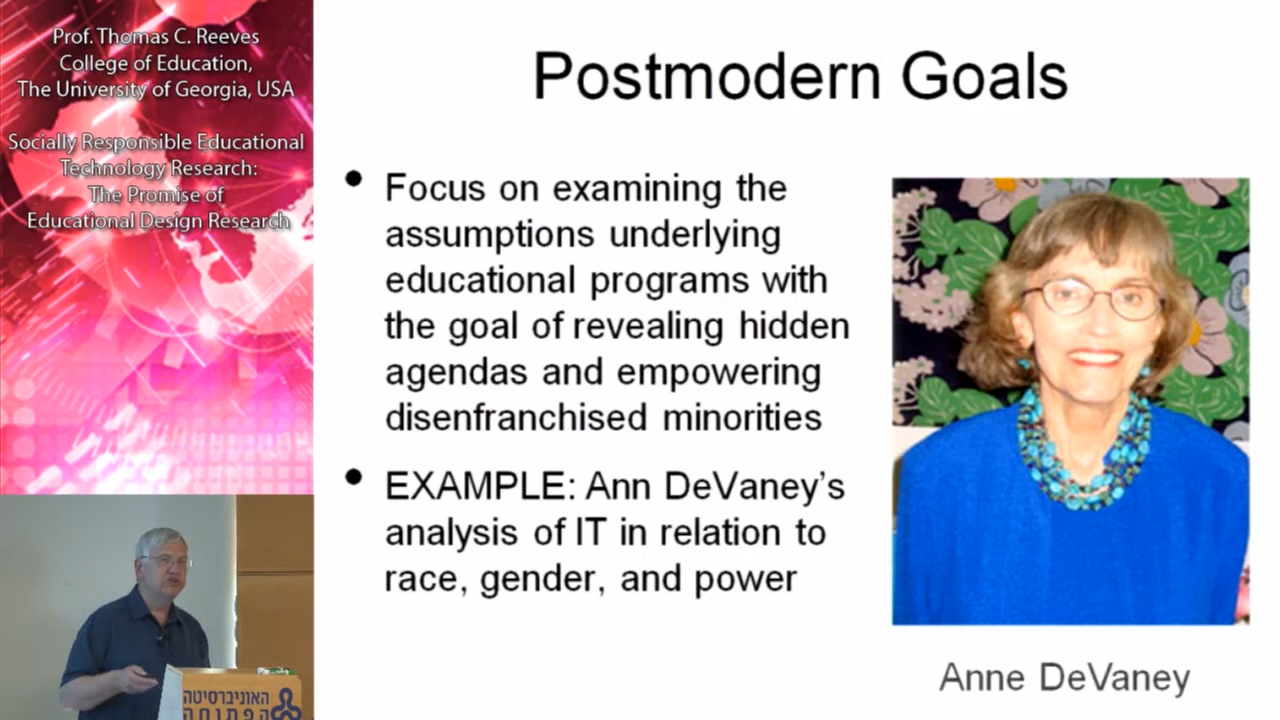 Prof. Thomas C. Reeves
College of Education,
The University of Georgia, USA
Socially Responsible Educational
Technology Research:
The Promise of
Educational Design Research
Postmodern Goals
• Focus on examining the
assumptions underlying
educational programs with
the goal of revealing hidden
agendas and empowering
disenfranchised minorities
• EXAMPLE: Ann DeVaney's
analysis of IT in relation to
race, gender, and power
Anne DeVaney
האוניברסיטה
הפתוחה